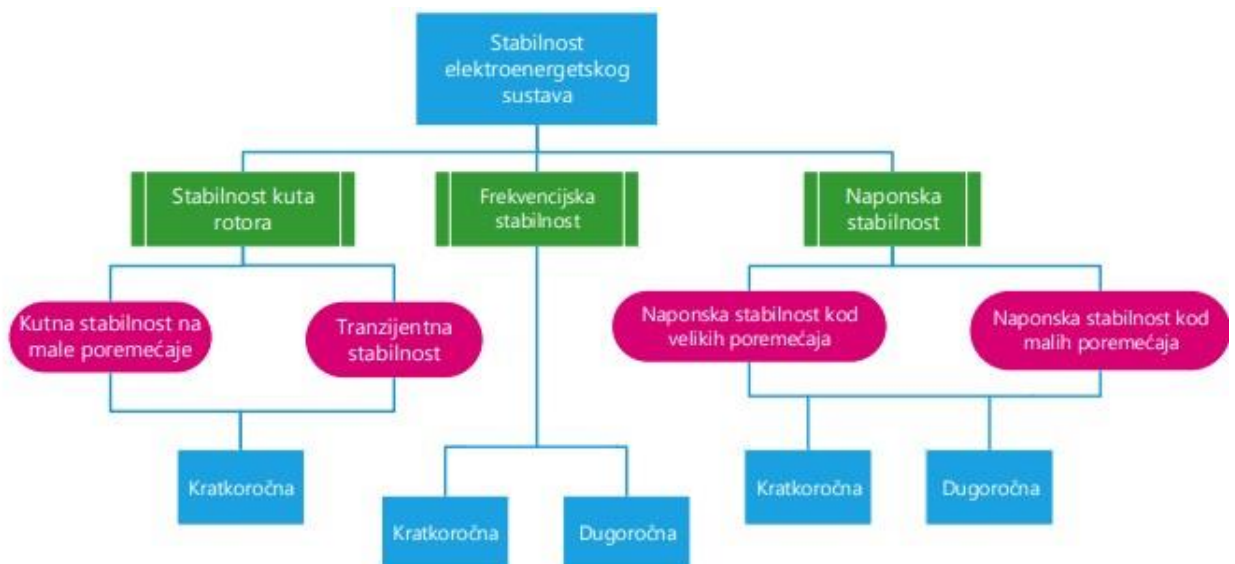 Stabilnost
elektroenergetskog
sustava
Stabilnost kuta
rotora
Frekvencijska
stabilnost
Naponska
stabilnost
Kutna stabilnost na
male poremećaje
Tranzijentna
stabilnost
Naponska stabilnost kod
velikih poremećaja
Naponska stabilnost kod
malih poremećaja
Kratkoročna
Kratkoročna
Dugoročna
Kratkoročna
Dugoročna